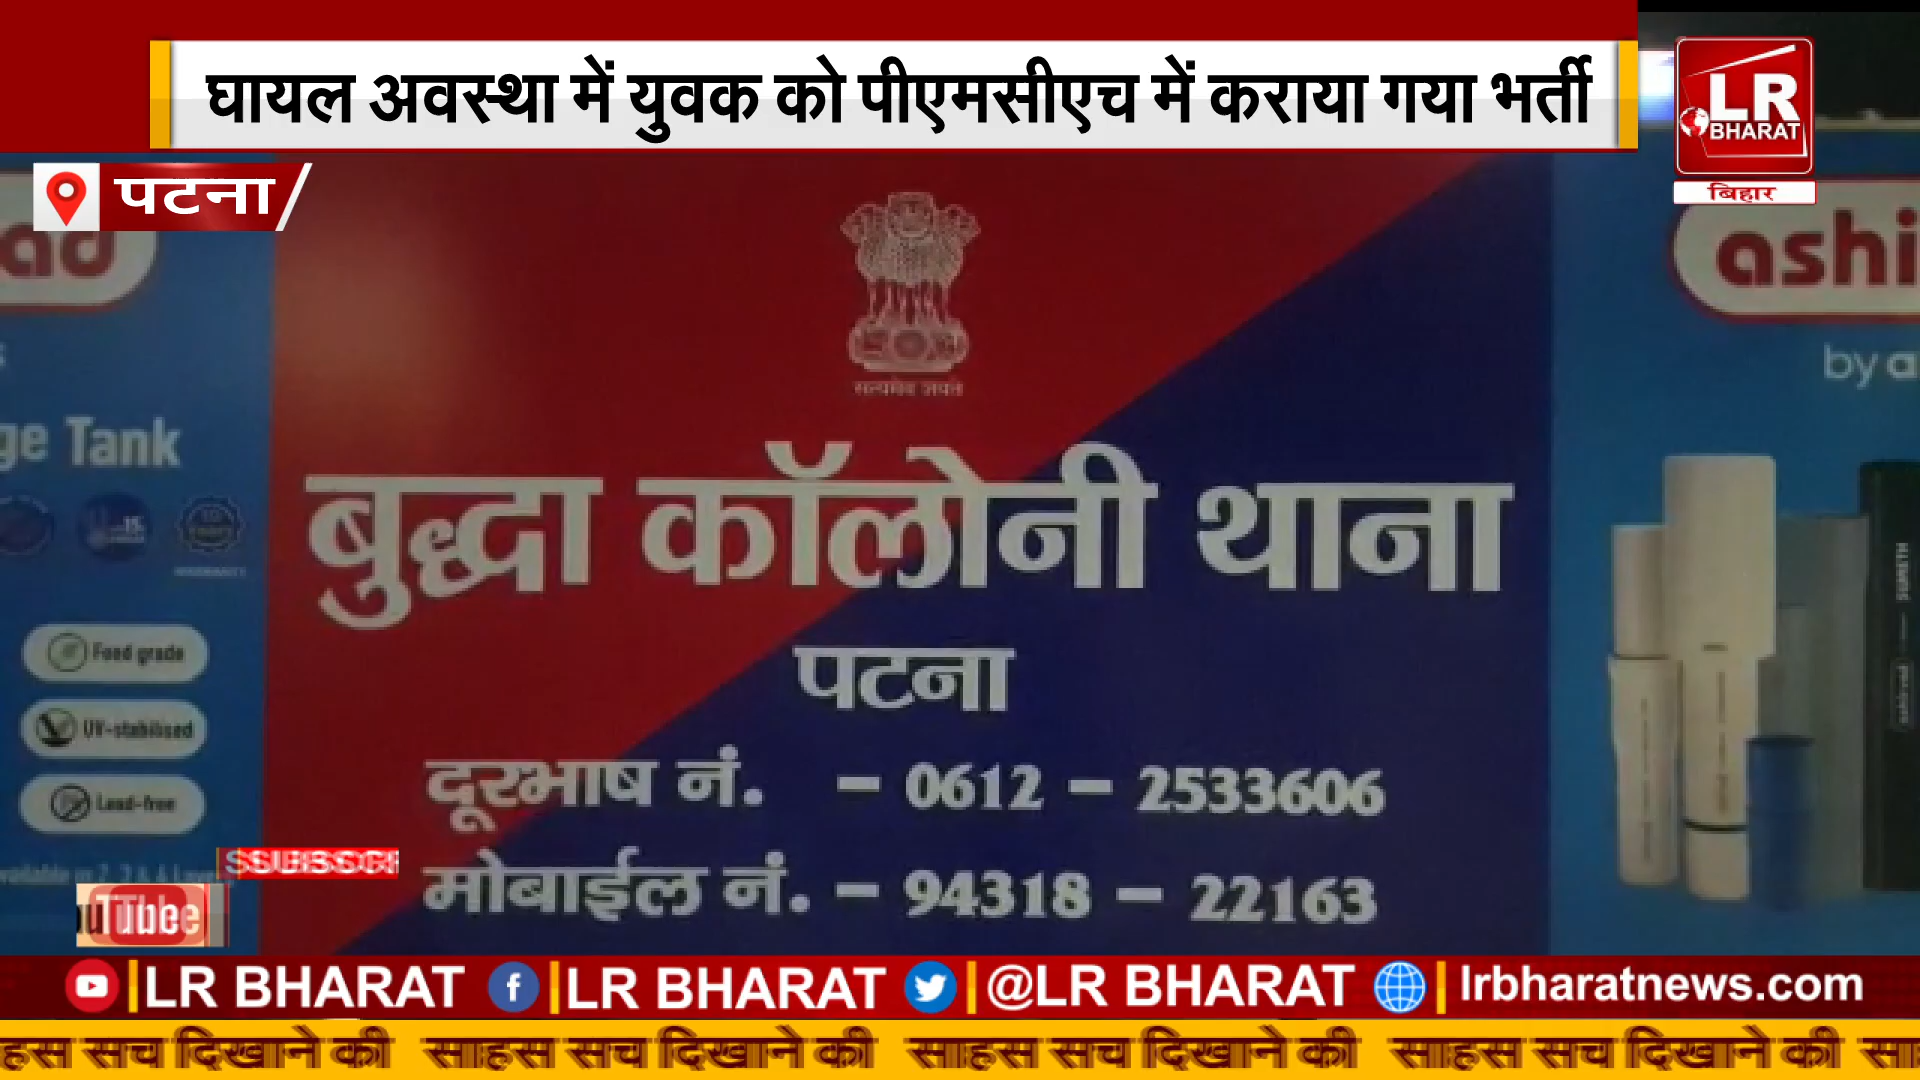 घायल अवस्था में युवक को पीएमसीएच में कराया गया भर्ती
LR
BHARAT
बिहार
पटना
ad
ashi
by a
सत्यमेव जयते
ge Tank
बुद्धा कॉलोनी थाना
पटना
Food grade
UV-stabilised
Lead-free
दूरभाष नं. - 0612 - 2533606
मोबाईल नं. - 94318 - 22163
LR BHARAT
LR BHARAT
@LR BHARAT
lrbharatnews.com
साहस सच दिखाने की साहस सच दिखाने की साहस सच दिखाने की